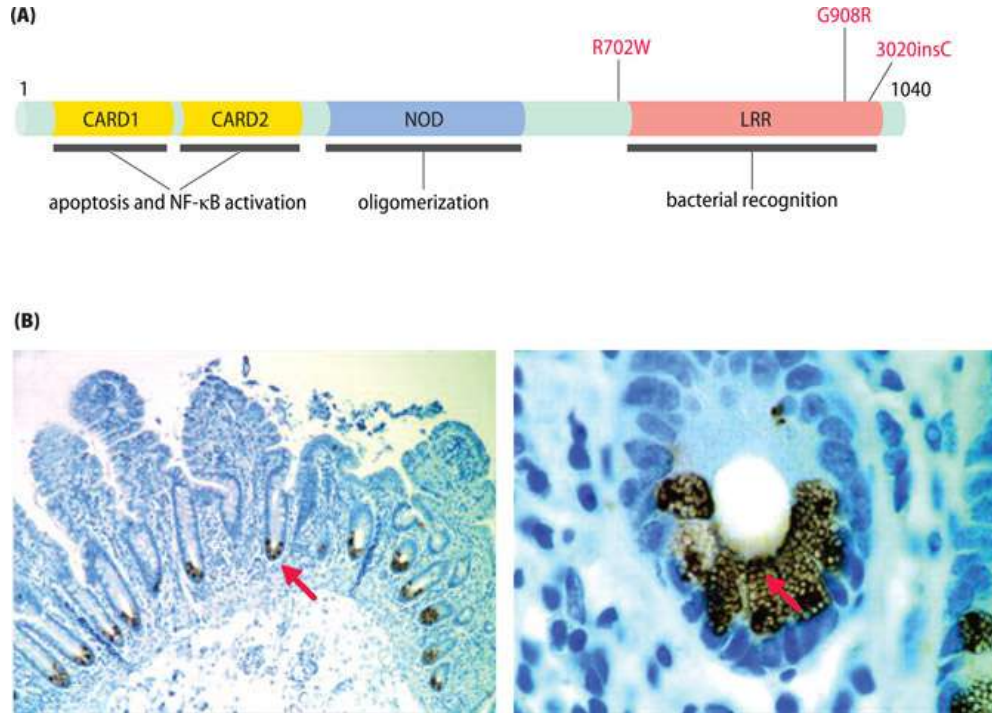 (A)
G908R
R702W
3020insC
1
1040
CARD1
CARD2
NOD
LRR
apoptosis and NF-κB activation
oligomerization
bacterial recognition
(B)